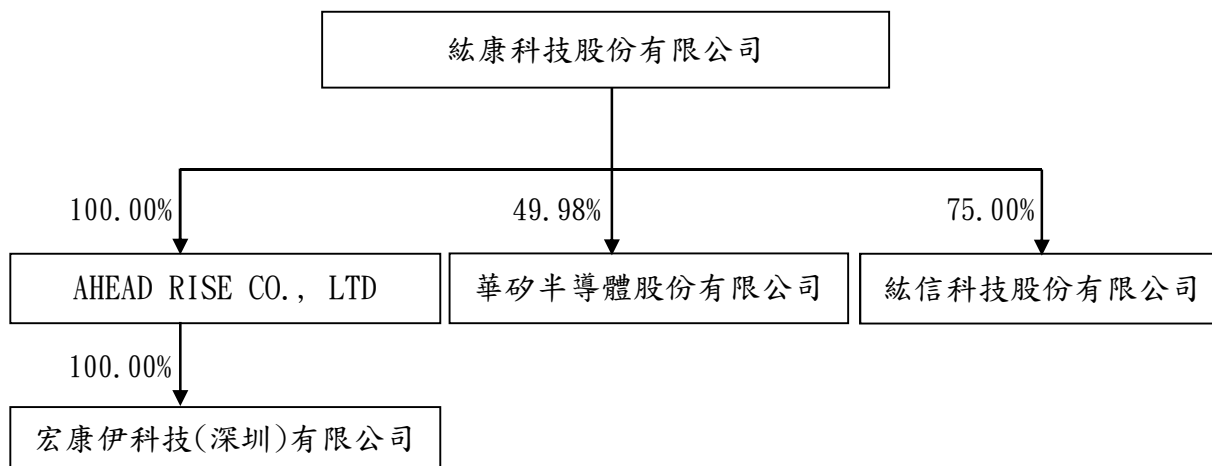 紘康科技股份有限公司
100.00%
49.98%
75.00%
AHEAD RISE CO., LTD
華矽半導體股份有限公司
紘信科技股份有限公司
100.00%
宏康伊科技(深圳)有限公司